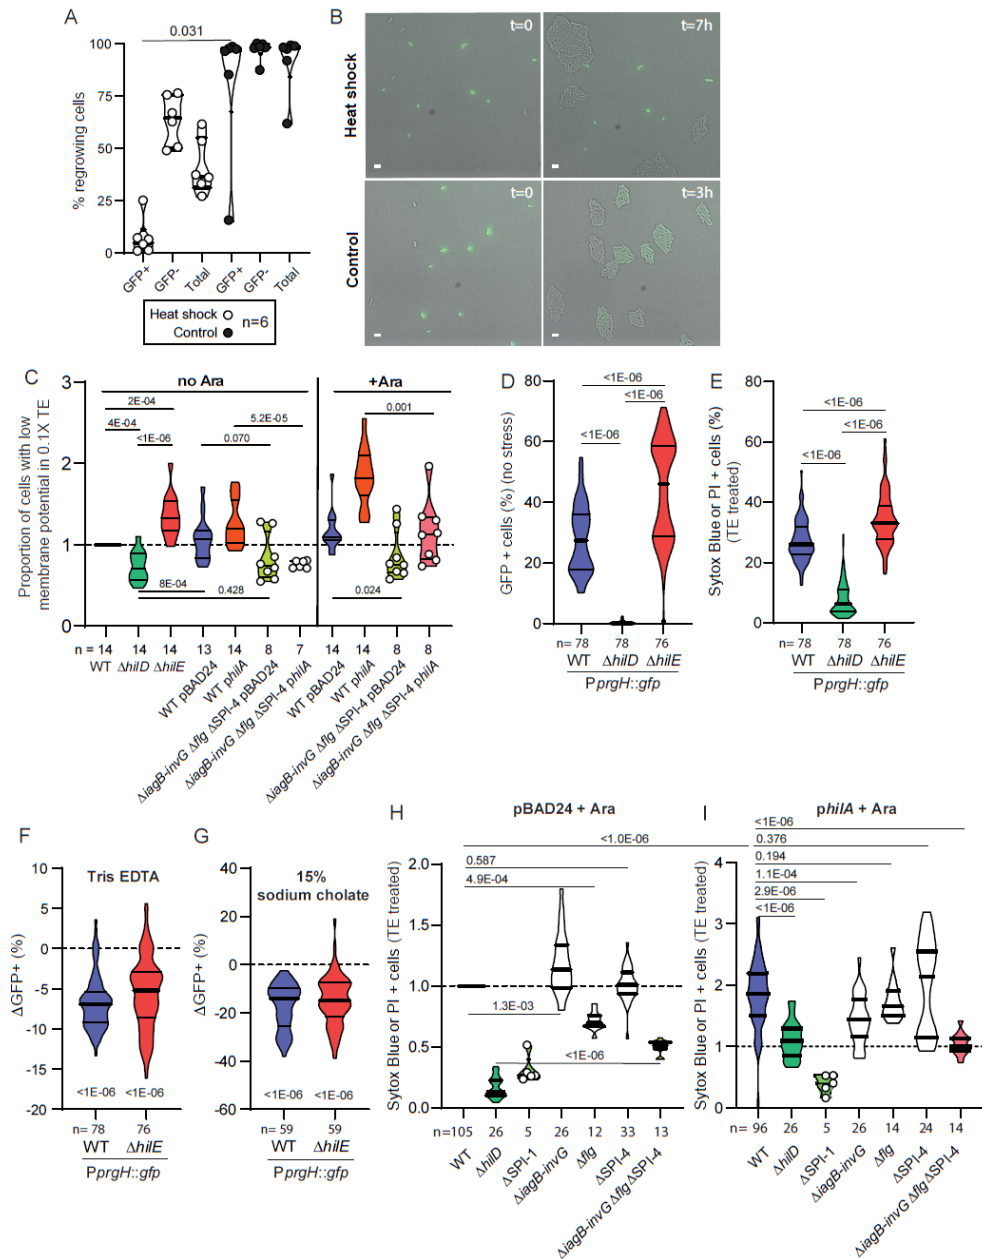 A
0.031
100
75
50
25
0
% regrowing cells
GFP+
GFP-
Total
GFP+
GFP-
Total
Heat shock
Control
n=6
B
Heat shock
t=0
t=7h
Control
t=0
t=3h
C
no Ara
+Ara
3
2
1
0
Proportion of cells with low
membrane potential in 0.1X TE
2E-04
4E-04
<1E-06
5.2E-05
0.070
0.001
8E-04
0.428
0.024
n = 14 14 14 13 14 8 7 14 14 8 8
WT
ΔhilD
ΔhilE
WT pBAD24
WT philA
ΔiagB-invG Δflg ΔSPI-4 pBAD24
ΔiagB-invG Δflg ΔSPI-4 philA
WT pBAD24
WT philA
ΔiagB-invG Δflg ΔSPI-4 pBAD24
ΔiagB-invG Δflg ΔSPI-4 philA
D
80
60
40
20
0
GFP + cells (%) (no stress)
<1E-06
<1E-06
<1E-06
n= 78 78 76
WT ΔhilD ΔhilE
PprgH::gfp
E
80
60
40
20
0
Sytox Blue or PI + cells (%)
(TE treated)
<1E-06
<1E-06
<1E-06
n= 78 78 76
WT ΔhilD ΔhilE
PprgH::gfp
F
Tris EDTA
10
5
0
-5
-10
-15
-20
ΔGFP+ (%)
<1E-06 <1E-06
n= 78 76
WT ΔhilE
PprgH::gfp
G
15%
sodium cholate
40
20
0
-20
-40
-60
ΔGFP+ (%)
<1E-06 <1E-06
n= 59 59
WT ΔhilE
PprgH::gfp
H
pBAD24 + Ara
<1.0E-06
0.587
4.9E-04
2.0
1.5
1.0
0.5
0.0
Sytox Blue or PI + cells (TE treated)
1.3E-03
<1E-06
n=105 26 5 26 12 33 13
WT
ΔhilD
ΔSPI-1
ΔiagB-invG
Δflg
ΔSPI-4
ΔiagB-invG Δflg ΔSPI-4
I
philA + Ara
<1E-06
0.376
0.194
1.1E-04
2.9E-06
<1E-06
4
3
2
1
0
Sytox Blue or PI + cells (TE treated)
n= 96 26 5 26 14 24 14
WT
ΔhilD
ΔSPI-1
ΔiagB-invG
Δflg
ΔSPI-4
ΔiagB-invG Δflg ΔSPI-4